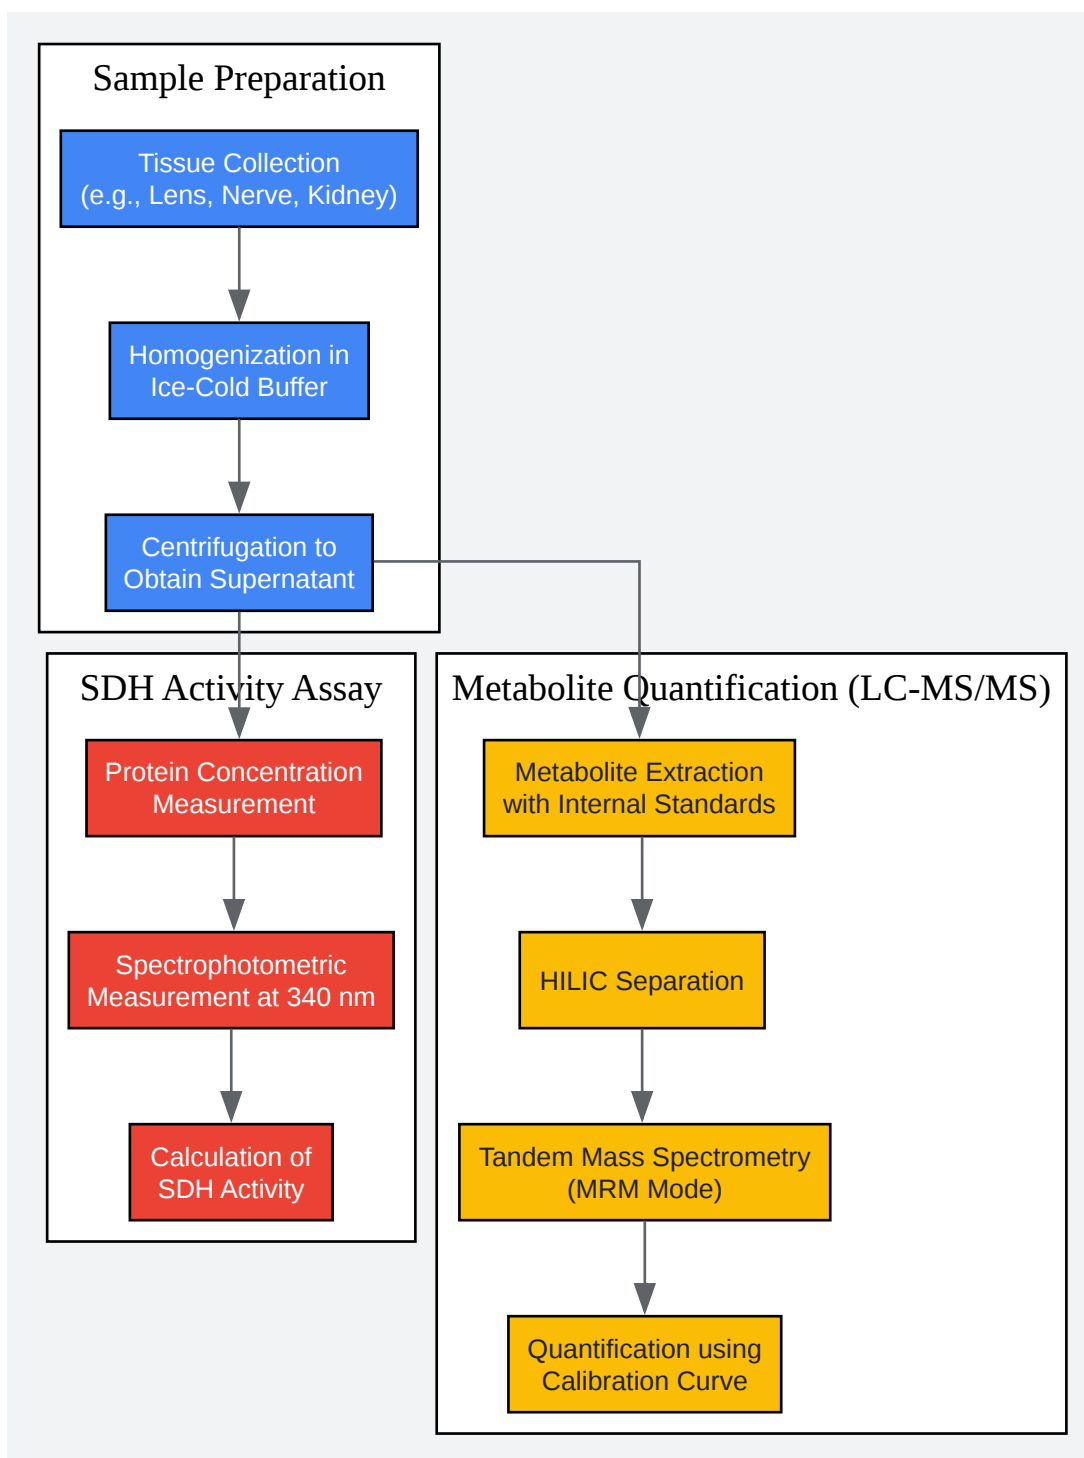 Sample Preparation
Tissue Collection
(e.g., Lens, Nerve, Kidney)
Homogenization in
Ice-Cold Buffer
Centrifugation to
Obtain Supernatant
SDH Activity Assay
Protein Concentration
Measurement
Spectrophotometric
Measurement at 340 nm
Calculation of
SDH Activity
Metabolite Quantification (LC-MS/MS)
Metabolite Extraction
with Internal Standards
HILIC Separation
Tandem Mass Spectrometry
(MRM Mode)
Quantification using
Calibration Curve